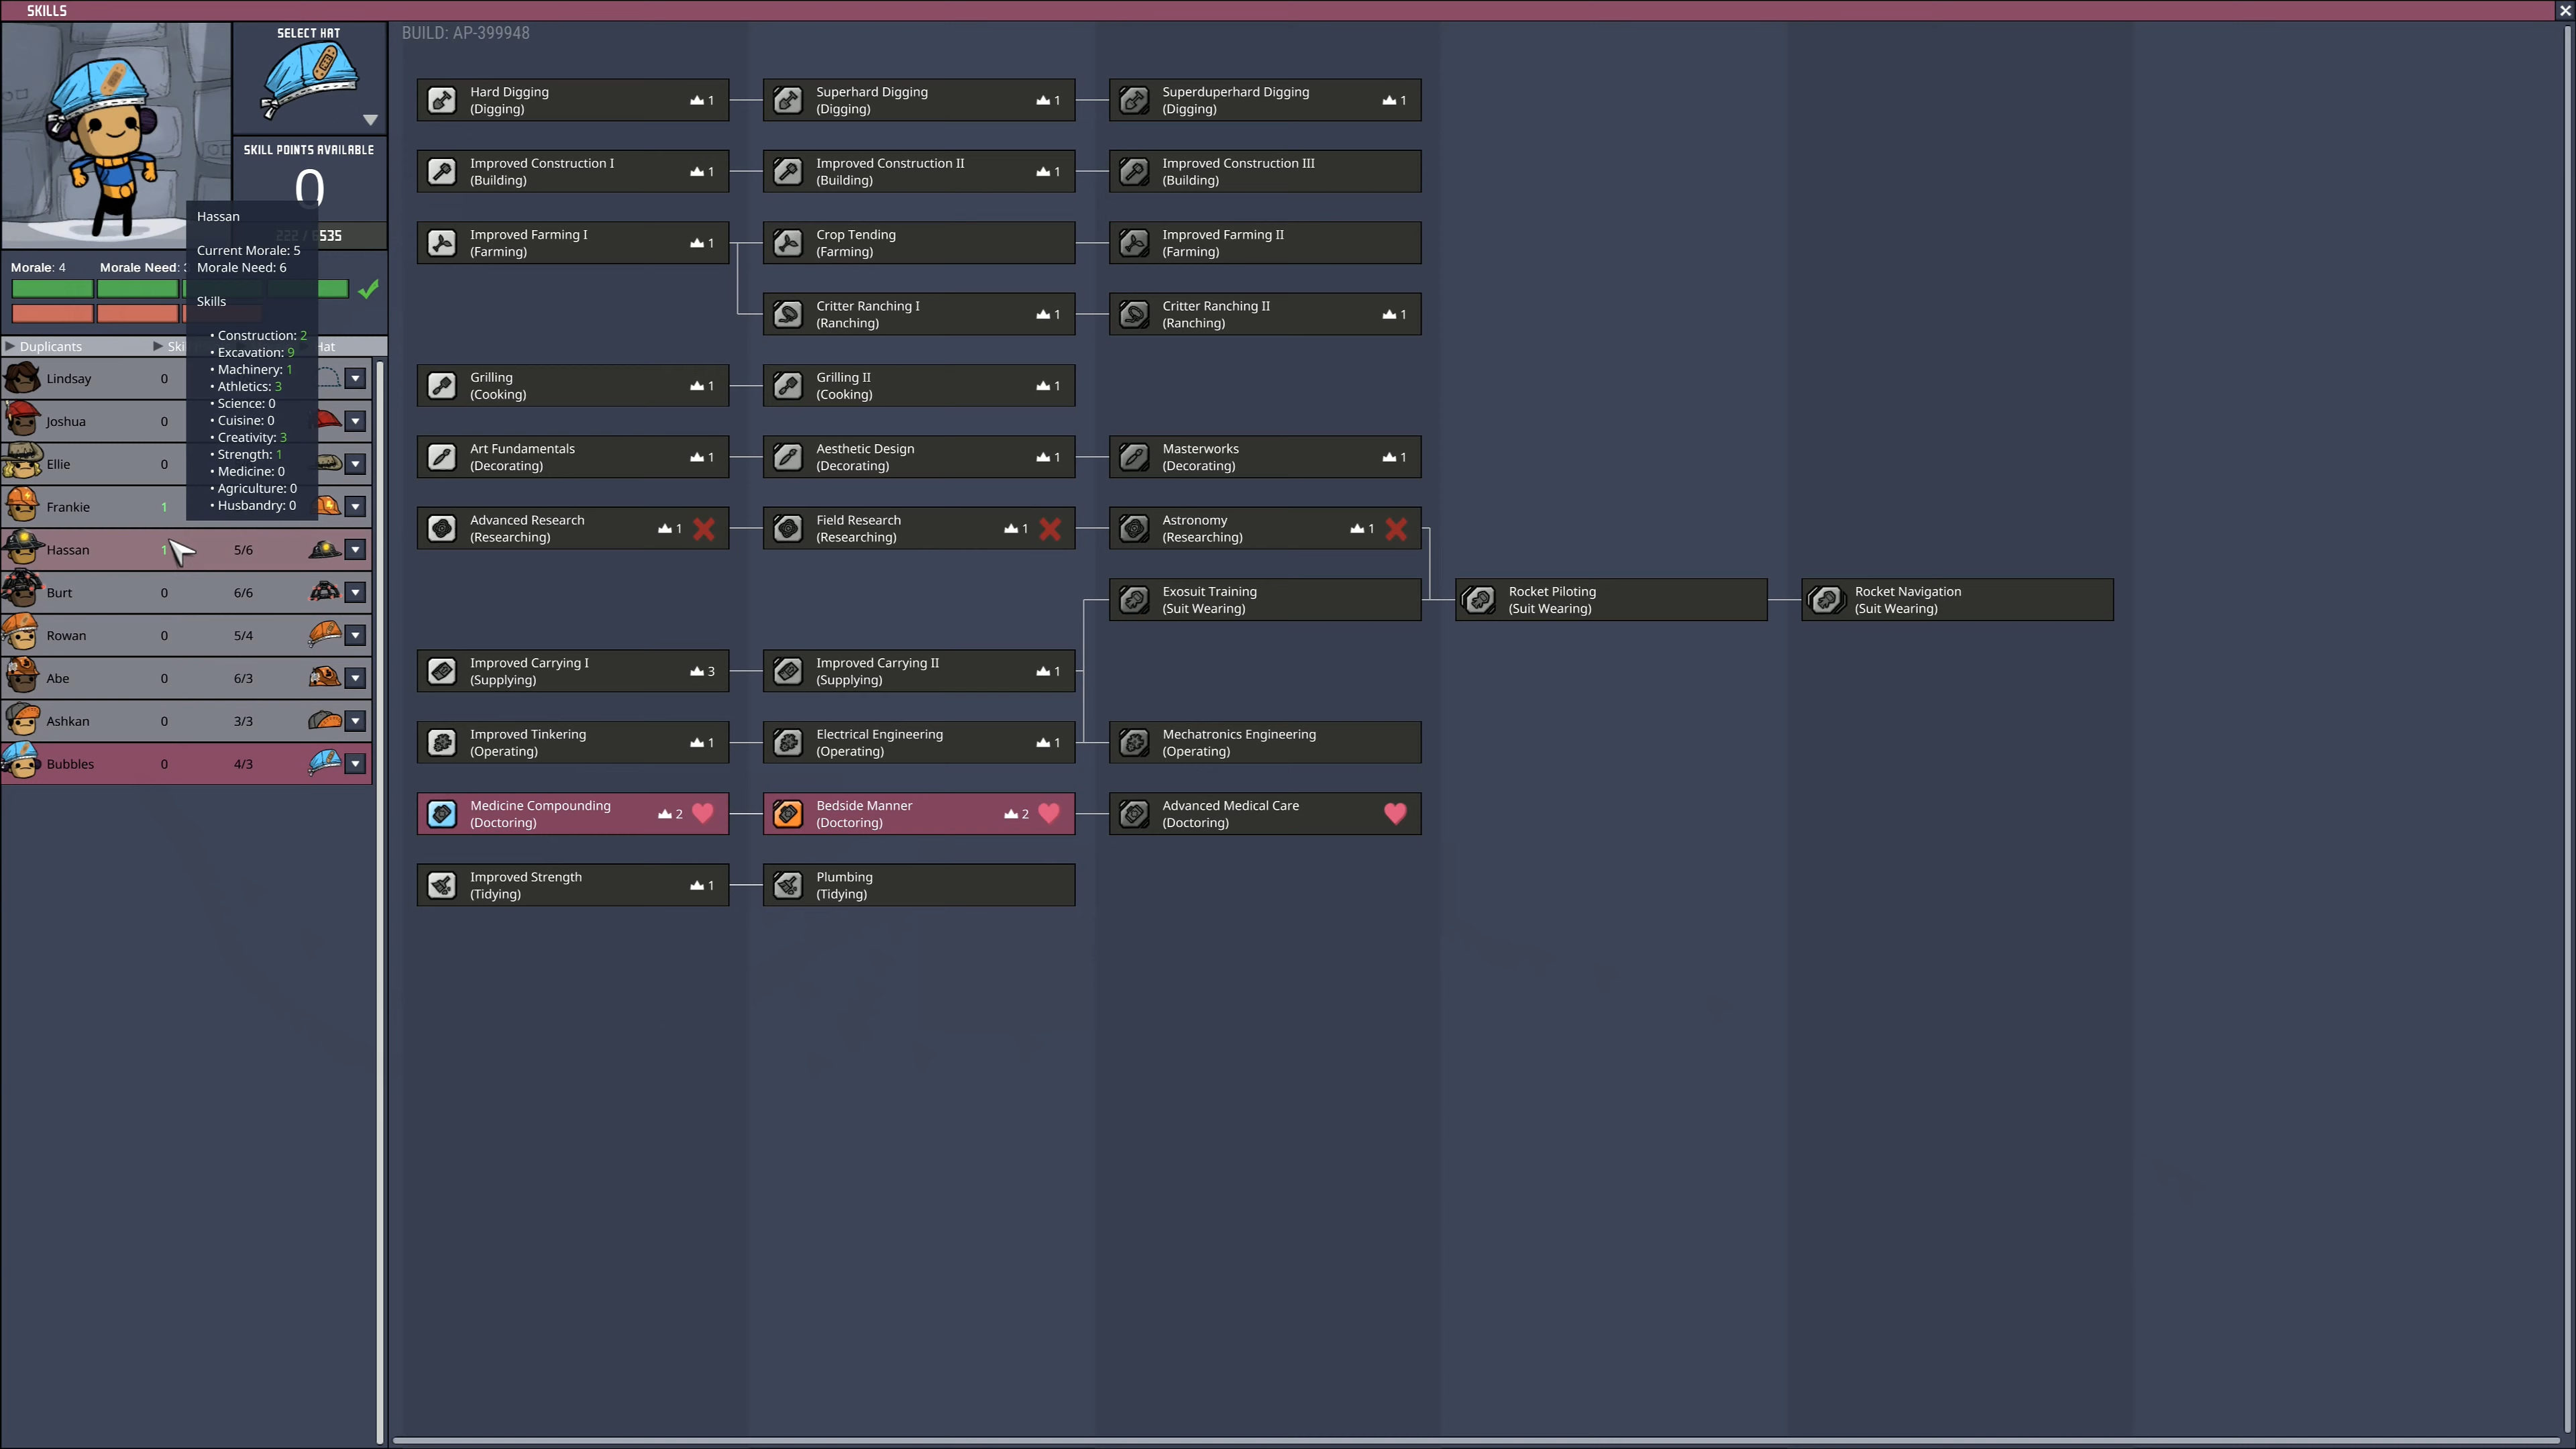 SKILLS
SELECT HAT
SKILL POINTS AVAILABLE
0
535
Morale: 4
Morale Need:
Hassan
Current Morale: 5
Morale Need: 6
Skills
• Construction: 2
• Excavation: 9
• Machinery: 1
• Athletics: 3
• Science: 0
• Cuisine: 0
• Creativity: 3
• Strength: 1
• Medicine: 0
• Agriculture: 0
• Husbandry: 0
Duplicants
Hat
Lindsay 0
Joshua 0
Ellie 0
Frankie 1
Hassan 1 5/6
Burt 0 6/6
Rowan 0 5/4
Abe 0 6/3
Ashkan 0 3/3
Bubbles 0 4/3
BUILD: AP-399948
Hard Digging
(Digging)
1
Superhard Digging
(Digging)
1
Superduperhard Digging
(Digging)
1
Improved Construction I
(Building)
1
Improved Construction II
(Building)
1
Improved Construction III
(Building)
Improved Farming I
(Farming)
1
Crop Tending
(Farming)
Improved Farming II
(Farming)
Critter Ranching I
(Ranching)
1
Critter Ranching II
(Ranching)
1
Grilling
(Cooking)
1
Grilling II
(Cooking)
1
Art Fundamentals
(Decorating)
1
Aesthetic Design
(Decorating)
1
Masterworks
(Decorating)
1
Advanced Research
(Researching)
1
Field Research
(Researching)
1
Astronomy
(Researching)
1
Exosuit Training
(Suit Wearing)
Rocket Piloting
(Suit Wearing)
Rocket Navigation
(Suit Wearing)
Improved Carrying I
(Supplying)
3
Improved Carrying II
(Supplying)
1
Improved Tinkering
(Operating)
1
Electrical Engineering
(Operating)
1
Mechatronics Engineering
(Operating)
Medicine Compounding
(Doctoring)
2
Bedside Manner
(Doctoring)
2
Advanced Medical Care
(Doctoring)
Improved Strength
(Tidying)
1
Plumbing
(Tidying)